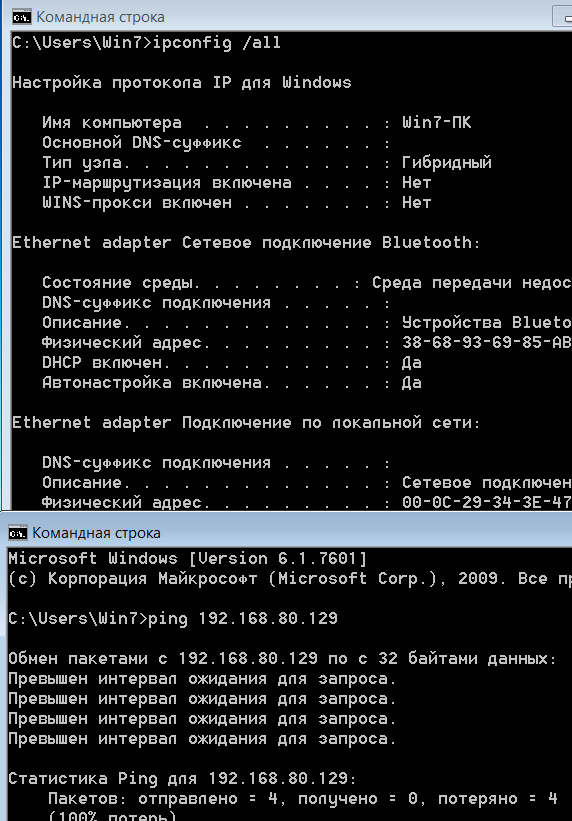 Командная строка
C:\Users\Win7>ipconfig /all
Настройка протокола IP для Windows
Имя компьютера . . . . . . . . . : Win7-ПК
Основной DNS-суффикс . . . . . . :
Тип узла. . . . . . . . . . . . . : Гибридный
IP-маршрутизация включена . . . . : Нет
WINS-прокси включен . . . . . . . : Нет
Ethernet adapter Сетевое подключение Bluetooth:
Состояние среды. . . . . . . . : Среда передачи недос
DNS-суффикс подключения . . . . . :
Описание. . . . . . . . . . . . . : Устройства Blueto
Физический адрес. . . . . . . . . : 38-68-93-69-85-AB
DHCP включен. . . . . . . . . . . : Да
Автонастройка включена. . . . . . : Да
Ethernet adapter Подключение по локальной сети:
DNS-суффикс подключения . . . . . :
Описание. . . . . . . . . . . . . : Сетевое подключен
Физический адрес. . . . . . . . . : 00-0C-29-34-3E-47
Командная строка
Microsoft Windows [Version 6.1.7601]
(c) Корпорация Майкрософт (Microsoft Corp.), 2009. Все пр
C:\Users\Win7>ping 192.168.80.129
Обмен пакетами с 192.168.80.129 по с 32 байтами данных:
Превышен интервал ожидания для запроса.
Превышен интервал ожидания для запроса.
Превышен интервал ожидания для запроса.
Превышен интервал ожидания для запроса.
Статистика Ping для 192.168.80.129:
Пакетов: отправлено = 4, получено = 0, потеряно = 4
(100% потерь)